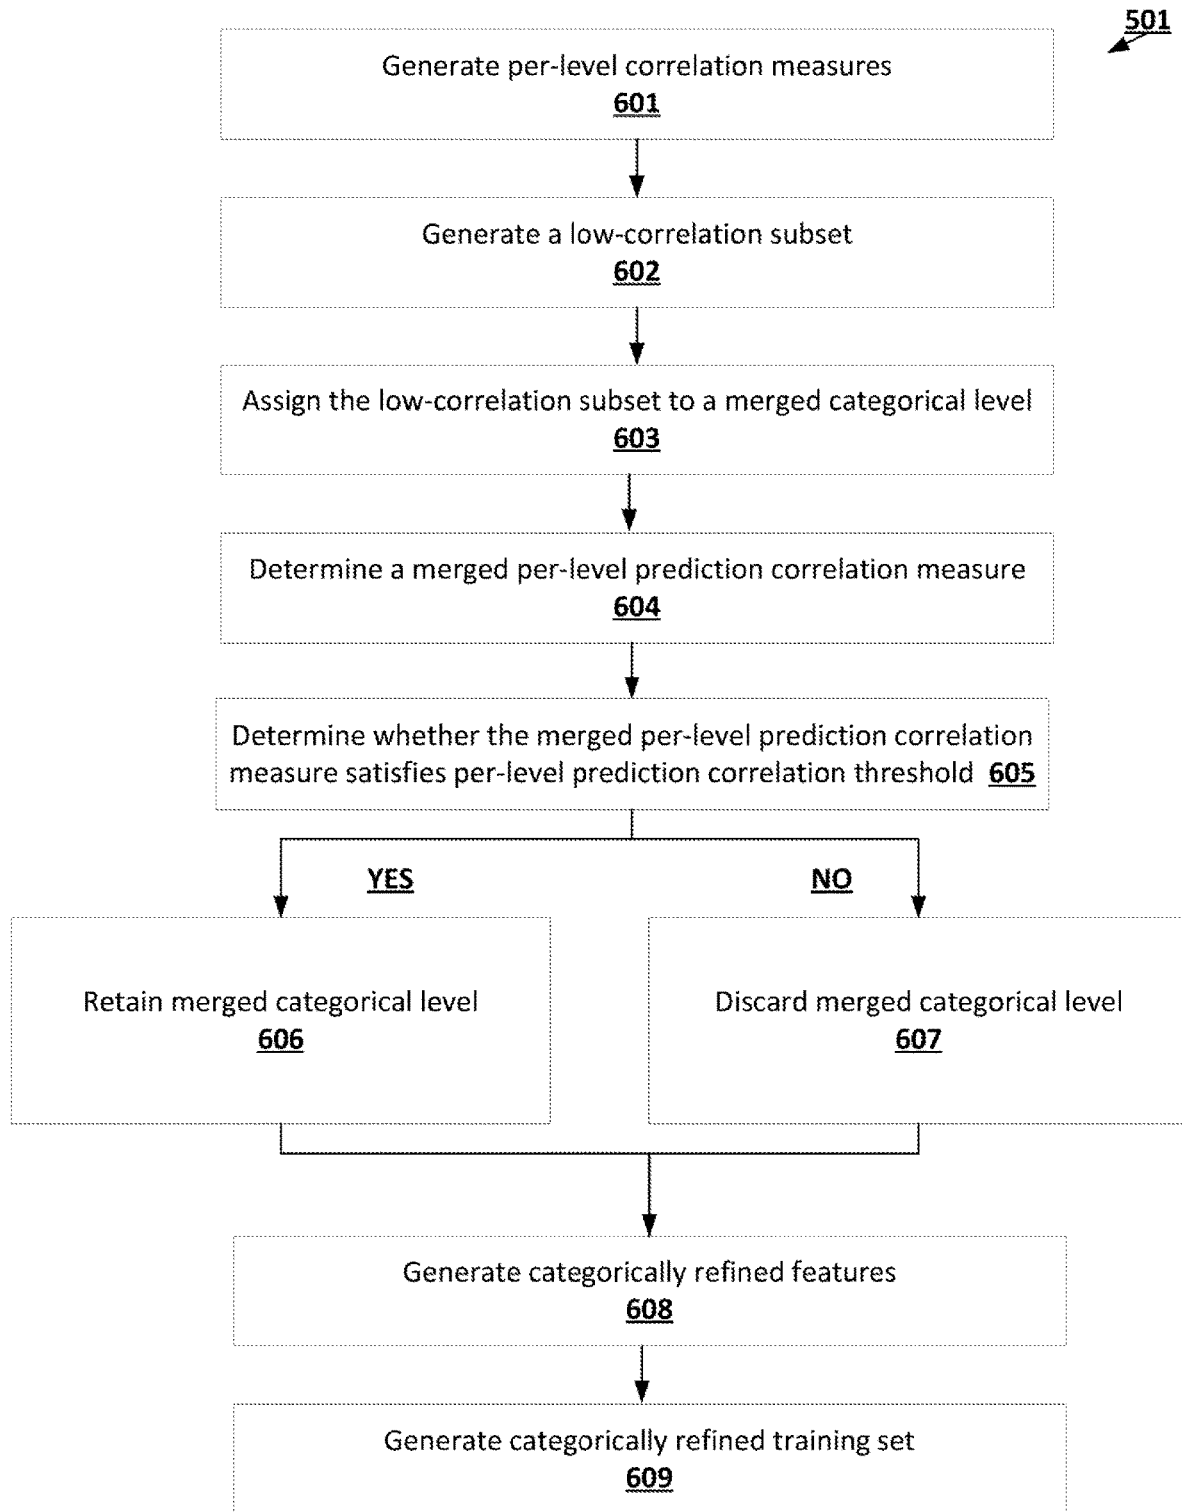 501
Generate per-level correlation measures
601
Generate a low-correlation subset
602
Assign the low-correlation subset to a merged categorical level
603
Determine a merged per-level prediction correlation measure
604
Determine whether the merged per-level prediction correlation
measure satisfies per-level prediction correlation threshold 605
YES
NO
Retain merged categorical level
606
Discard merged categorical level
607
Generate categorically refined features
608
Generate categorically refined training set
609